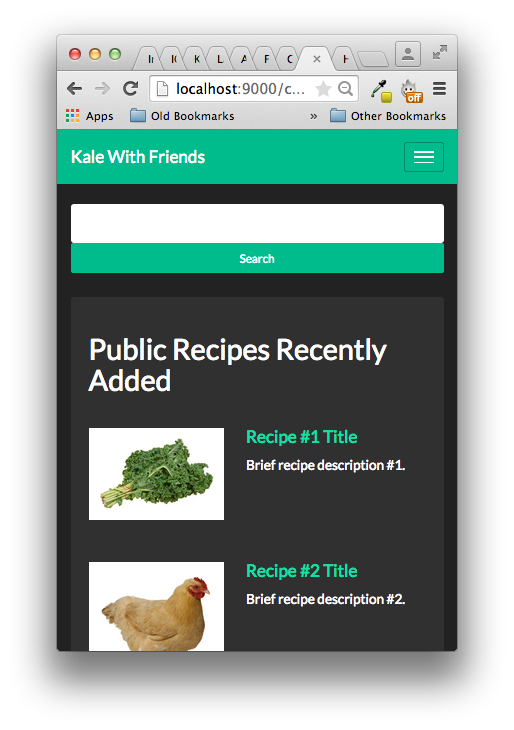 localhost:9000/c...
off
Apps
Old Bookmarks
»
Other Bookmarks
Kale With Friends
Search
Public Recipes Recently
Added
Recipe #1 Title
Brief recipe description #1.
Recipe #2 Title
Brief recipe description #2.